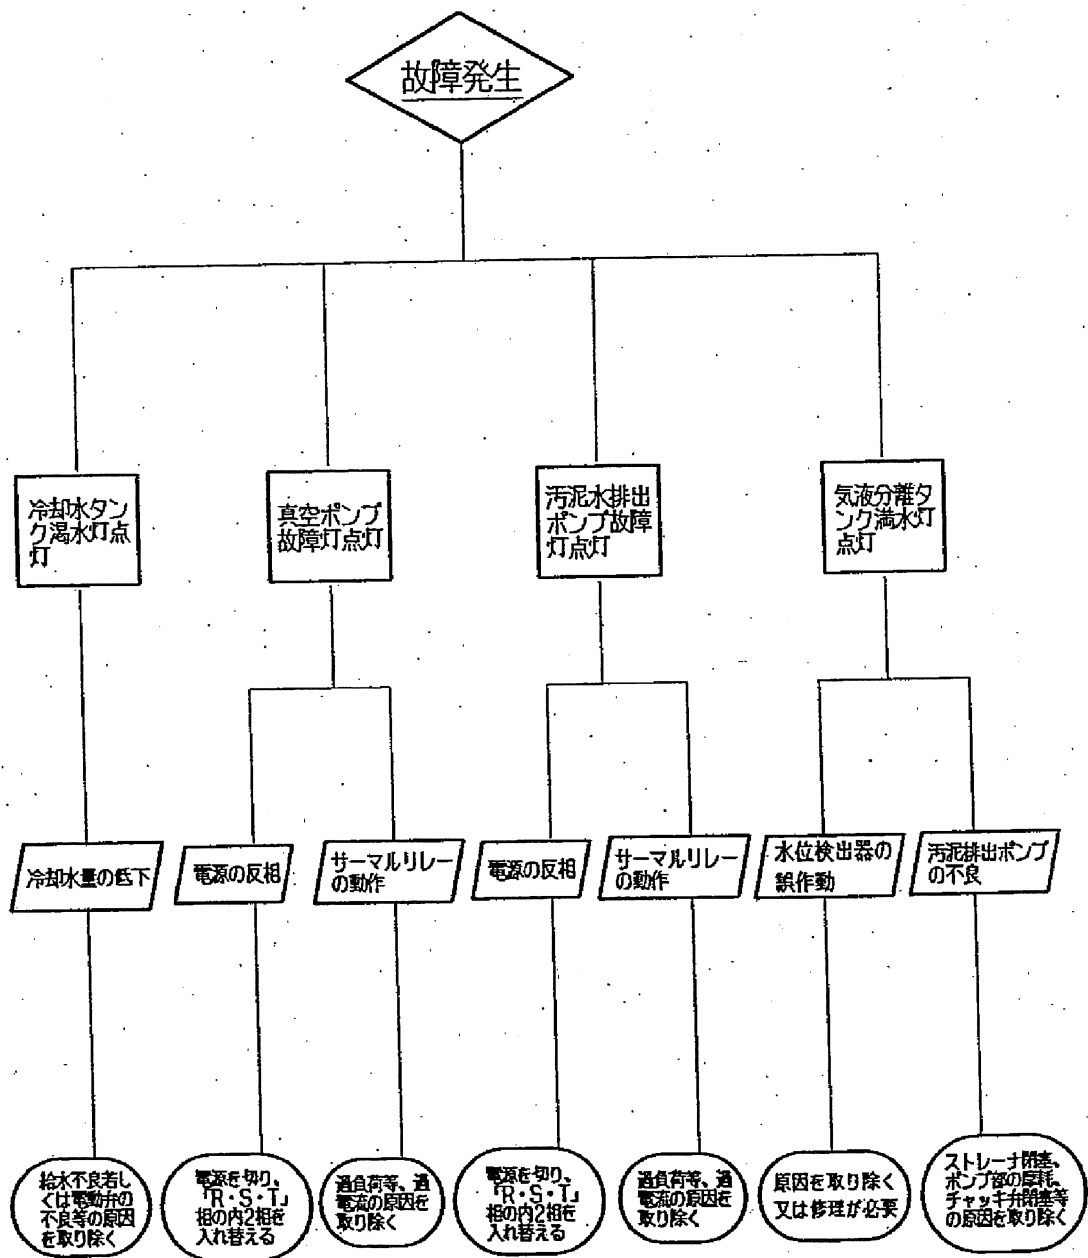 故障発生
冷却水タン
ク渇水灯点
灯
真空ポンプ
故障灯点灯
汚泥水排出
ポンプ故障
灯点灯
気液分離タ
ンク満水灯
点灯
冷却水量の低下
電源の反相
サーマルリレー
の動作
電源の反相
サーマルリレー
の動作
水位検出器の
誤作動
汚泥排出ポンプ
の不良
給水不良若し
くは電動弁の
不良等の原因
を取り除く
電源を切り、
「R・S・T」
相の内2相を
入れ替える
過負荷等、過
電流の原因を
取り除く
電源を切り、
「R・S・T」
相の内2相を
入れ替える
過負荷等、過
電流の原因を
取り除く
原因を取り除く
又は修理が必要
ストレーナ閉塞、
ポンプ部の摩耗、
チャッキ弁閉塞等
の原因を取り除く